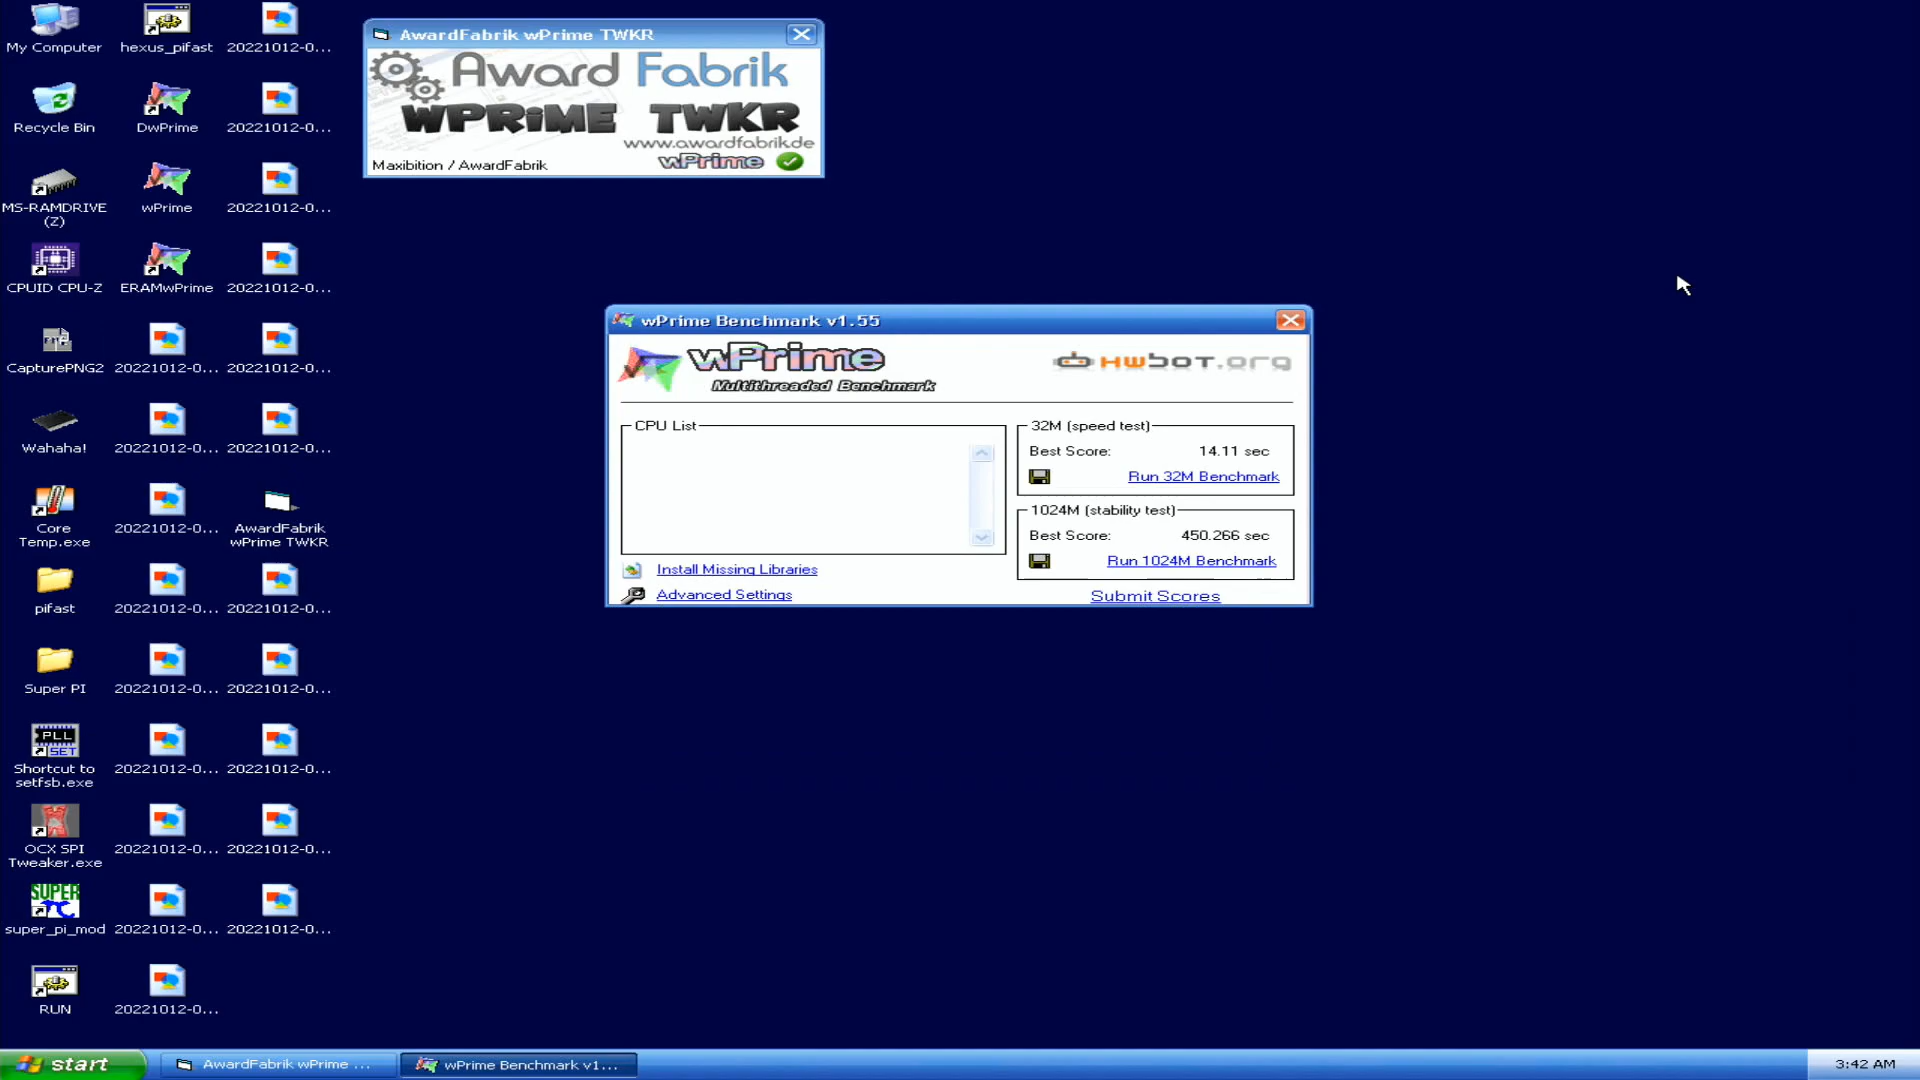 My Computer
hexus_pifast
20221012-0...
Recycle Bin
DwPrime
20221012-0...
MS-RAMDRIVE
(Z)
wPrime
20221012-0...
CPUID CPU-Z
ERAMwPrime
20221012-0...
CapturePNG2
20221012-0...
20221012-0...
Wahaha!
20221012-0...
20221012-0...
Core
Temp.exe
20221012-0...
AwardFabrik
wPrime TWKR
pifast
20221012-0...
20221012-0...
Super PI
20221012-0...
20221012-0...
PLL
SET
Shortcut to
setfsb.exe
20221012-0...
20221012-0...
OCX SPI
Tweaker.exe
20221012-0...
20221012-0...
SUPER
super_pi_mod
20221012-0...
20221012-0...
RUN
20221012-0...
AwardFabrik wPrime TWKR
Award Fabrik
WPRiME TWKR
www.awardfabrik.de
Maxibition / AwardFabrik
wPrime
wPrime Benchmark v1.55
wPrime
Multithreaded Benchmark
HWBOT.org
CPU List
32M (speed test)
Best Score: 14.11 sec
Run 32M Benchmark
1024M (stability test)
Best Score: 450.266 sec
Run 1024M Benchmark
Install Missing Libraries
Advanced Settings
Submit Scores
start
AwardFabrik wPrime ...
wPrime Benchmark v1...
3:42 AM